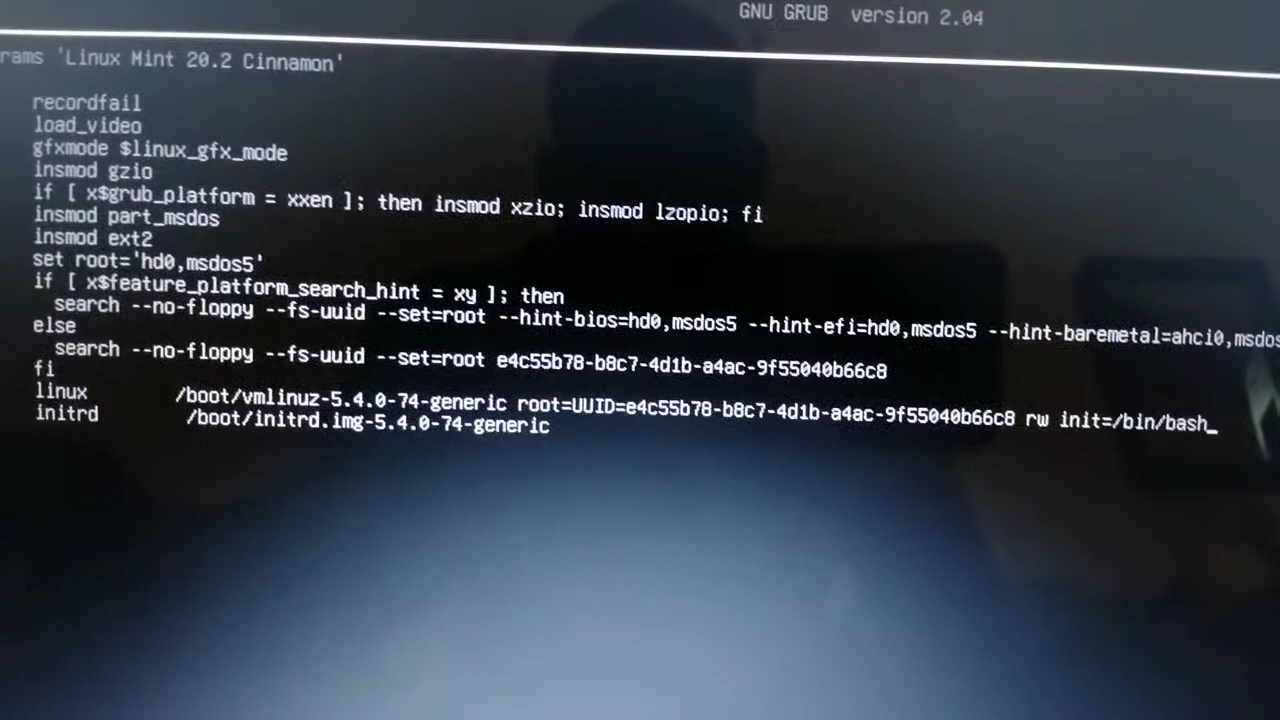 GNU GRUB version 2.04
rams 'Linux Mint 20.2 Cinnamon'
recordfail
load_video
gfxmode $linux_gfx_mode
insmod gzio
if [ x$grub_platform = xxen ]; then insmod xzio; insmod lzopio; fi
insmod part_msdos
insmod ext2
set root='hd0,msdos5'
if [ x$feature_platform_search_hint = xy ]; then
search --no-floppy --fs-uuid --set=root --hint-bios=hd0,msdos5 --hint-efi=hd0,msdos5 --hint-baremetal=ahci0,msdos
else
search --no-floppy --fs-uuid --set=root e4c55b78-b8c7-4d1b-a4ac-9f55040b66c8
fi
linux /boot/vmlinuz-5.4.0-74-generic root=UUID=e4c55b78-b8c7-4d1b-a4ac-9f55040b66c8 rw init=/bin/bash_
initrd /boot/initrd.img-5.4.0-74-generic